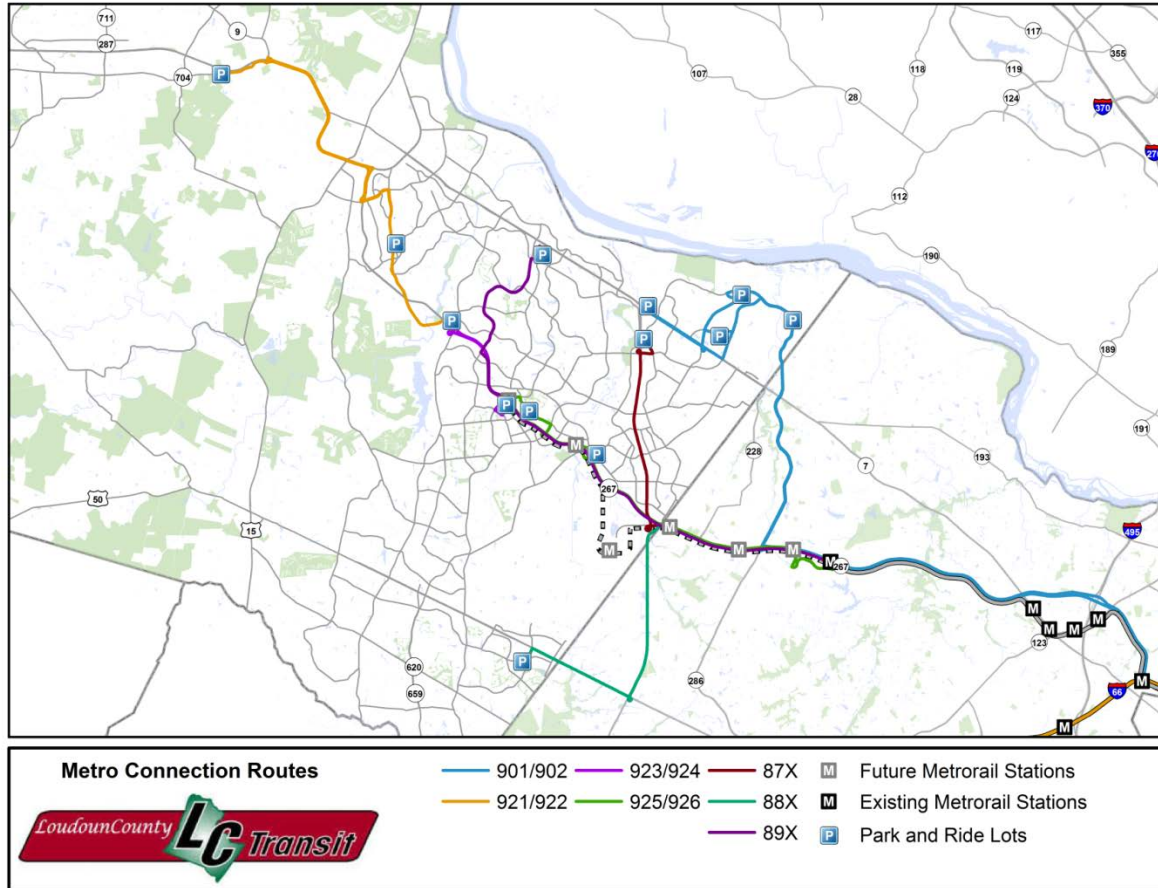 711
9
287
704
117
355
107
118
119
28
124
370
270
112
190
189
191
50
15
228
7
193
267
495
267
123
620
659
286
66
P
P
P
P
P
P
P
P
P
P
P
P
P
M
M
M
M
M
M
M
M
M
M
M
M
Metro Connection Routes
LoudounCounty LC Transit
901/902
923/924
87X
M Future Metrorail Stations
921/922
925/926
88X
M Existing Metrorail Stations
89X
P Park and Ride Lots